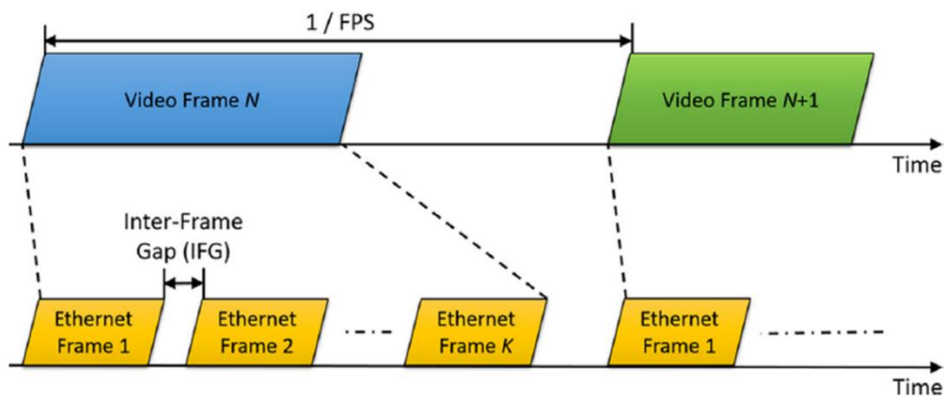 1 / FPS
Video Frame N
Video Frame N+1
Time
Inter-Frame
Gap (IFG)
Ethernet
Frame 1
Ethernet
Frame 2
Ethernet
Frame K
Ethernet
Frame 1
Time